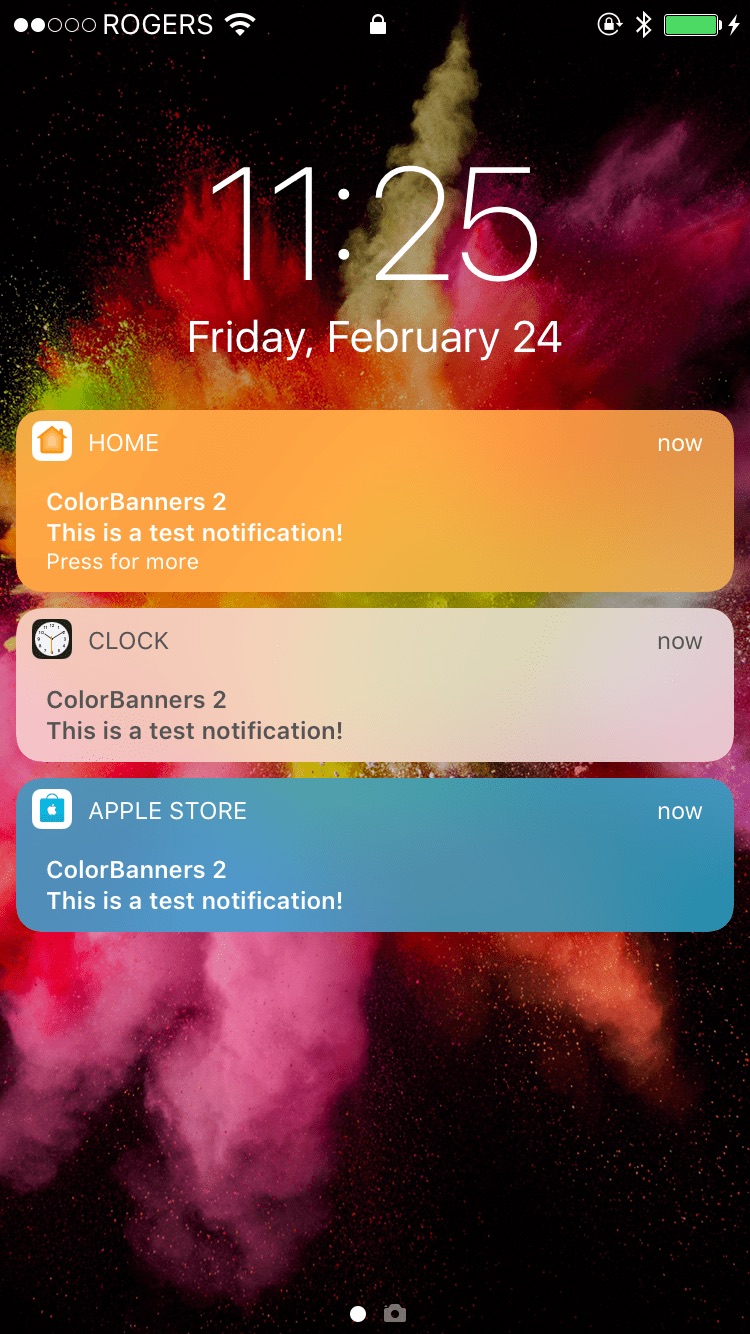 ROGERS
11:25
Friday, February 24
HOME now
ColorBanners 2
This is a test notification!
Press for more
CLOCK now
ColorBanners 2
This is a test notification!
APPLE STORE now
ColorBanners 2
This is a test notification!